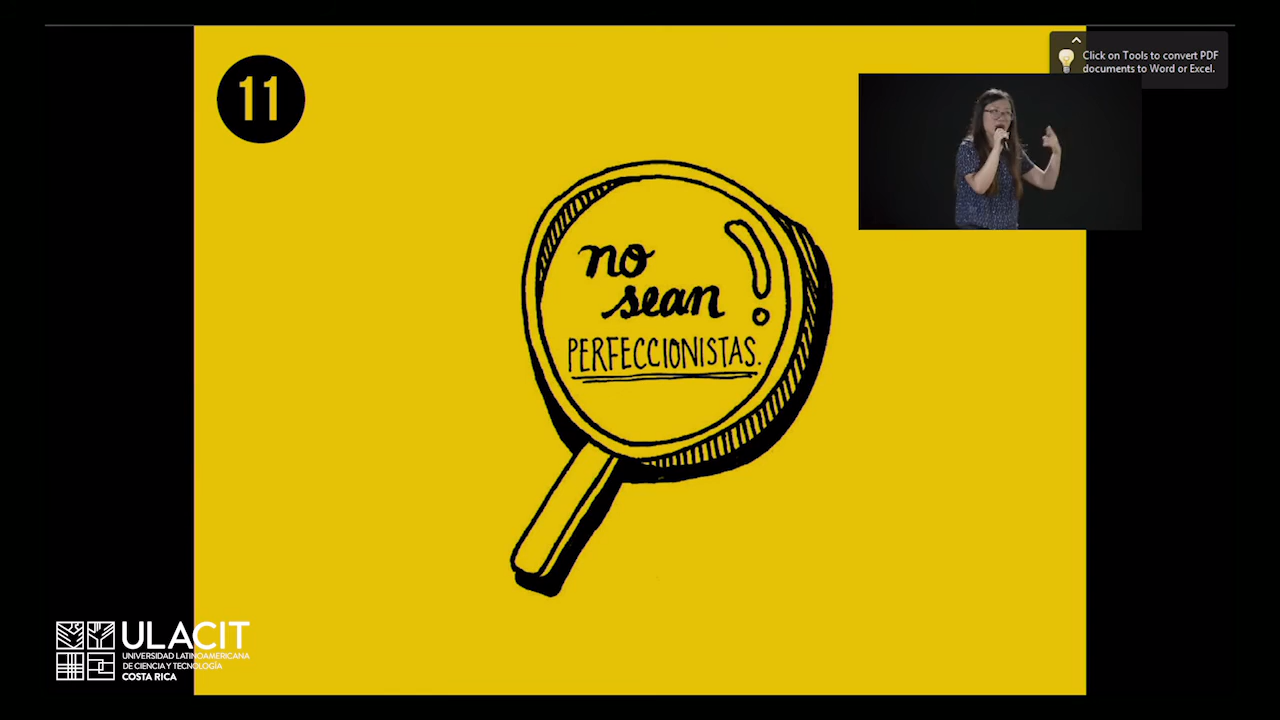 11
Click on Tools to convert PDF
documents to Word or Excel.
no
sean
PERFECCIONISTAS.
ULACIT
UNIVERSIDAD LATINOAMERICANA
DE CIENCIA Y TECNOLOGÍA
COSTA RICA